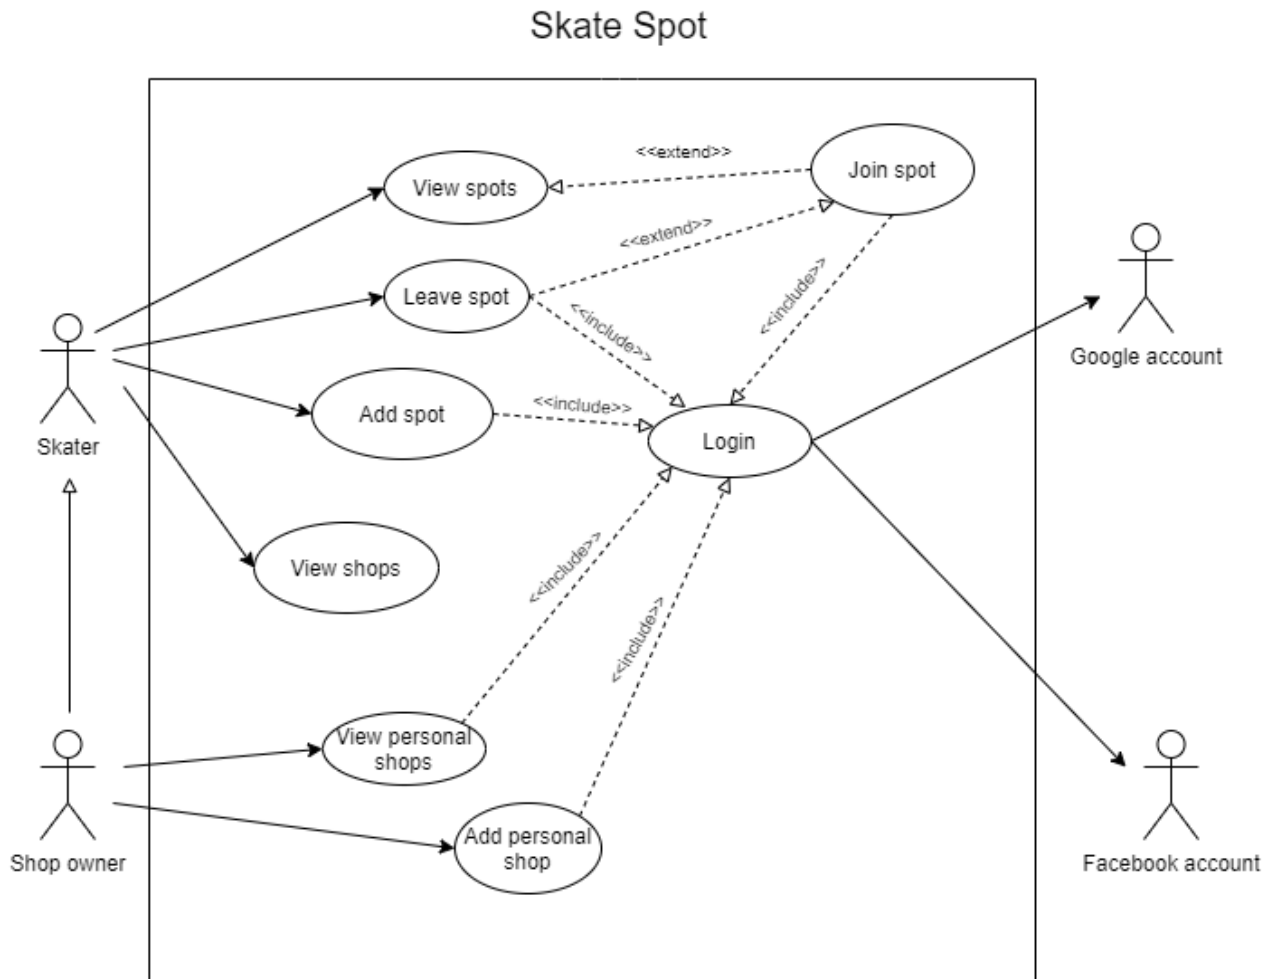 Skate Spot
<<extend>>
Join spot
View spots
<<extend>>
Leave spot
<<include>>
<<include>>
Google account
Skater
Add spot
<<include>>
Login
View shops
<<include>>
<<include>>
View personal
shops
Add personal
shop
Shop owner
Facebook account